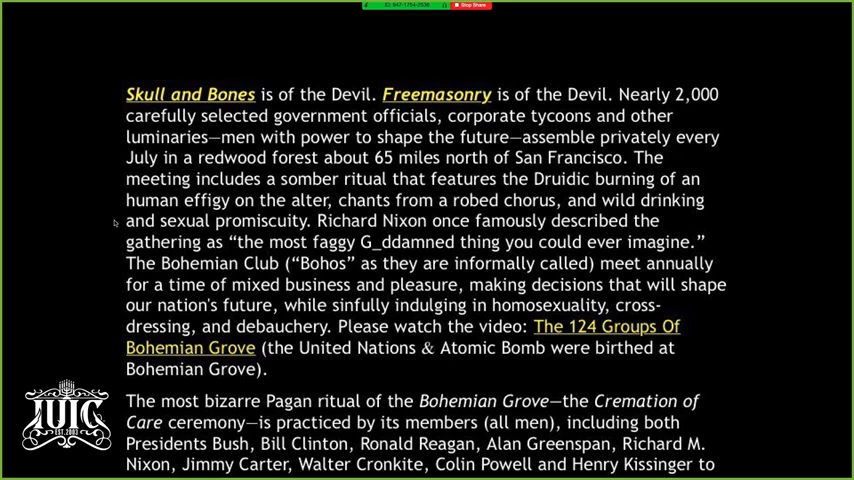 ID: 947-1754-2538 Stop Share
Skull and Bones is of the Devil. Freemasonry is of the Devil. Nearly 2,000
carefully selected government officials, corporate tycoons and other
luminaries—men with power to shape the future—assemble privately every
July in a redwood forest about 65 miles north of San Francisco. The
meeting includes a somber ritual that features the Druidic burning of an
human effigy on the alter, chants from a robed chorus, and wild drinking
and sexual promiscuity. Richard Nixon once famously described the
gathering as “the most faggy G_ddamned thing you could ever imagine.”
The Bohemian Club (“Bohos” as they are informally called) meet annually
for a time of mixed business and pleasure, making decisions that will shape
our nation's future, while sinfully indulging in homosexuality, cross-
dressing, and debauchery. Please watch the video: The 124 Groups Of
Bohemian Grove (the United Nations & Atomic Bomb were birthed at
Bohemian Grove).
The most bizarre Pagan ritual of the Bohemian Grove—the Cremation of
Care ceremony—is practiced by its members (all men), including both
Presidents Bush, Bill Clinton, Ronald Reagan, Alan Greenspan, Richard M.
Nixon, Jimmy Carter, Walter Cronkite, Colin Powell and Henry Kissinger to
IUIC
EST. 2003